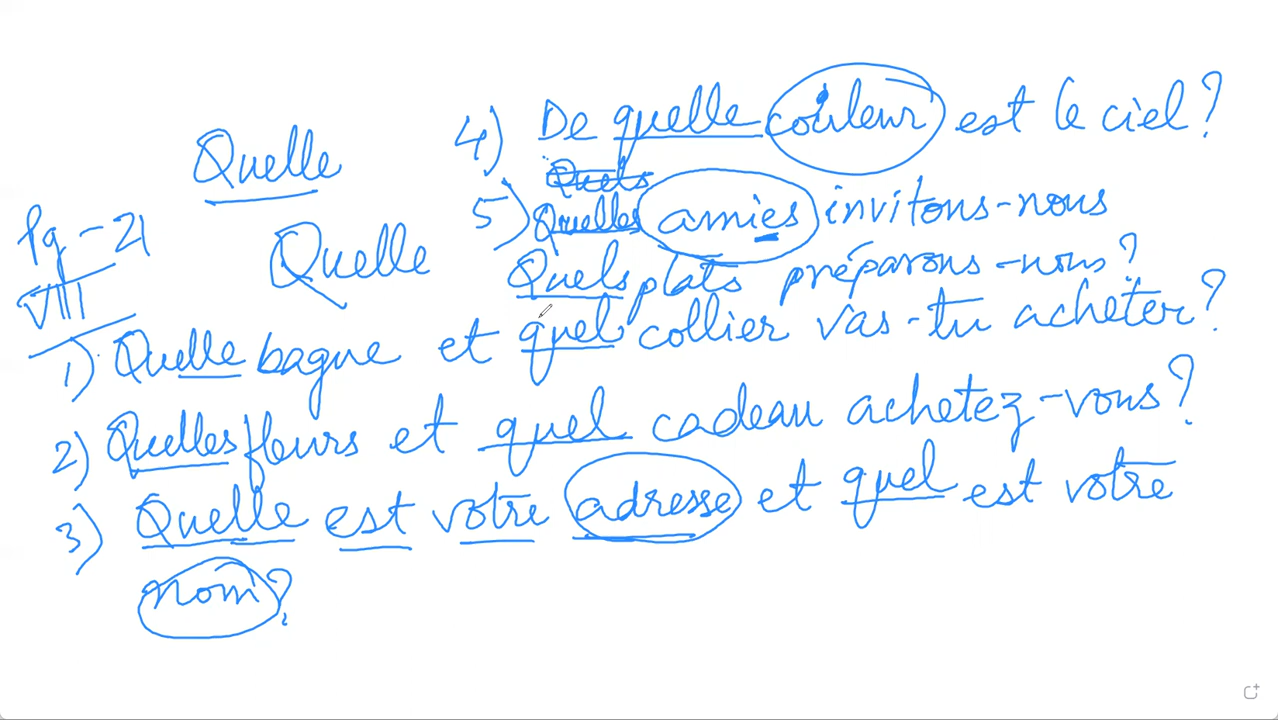 Quelle
Quelle
Pg - 21
VIII
1) Quelle bague et quel collier vas-tu acheter?
2) Quelles fleurs et quel cadeau achetez-vous?
3) Quelle est votre adresse et quel est votre
nom?
4) De quelle couleur est le ciel?
Quels
5) Quelles amies invitons-nous
Quels plats préparons-nous?